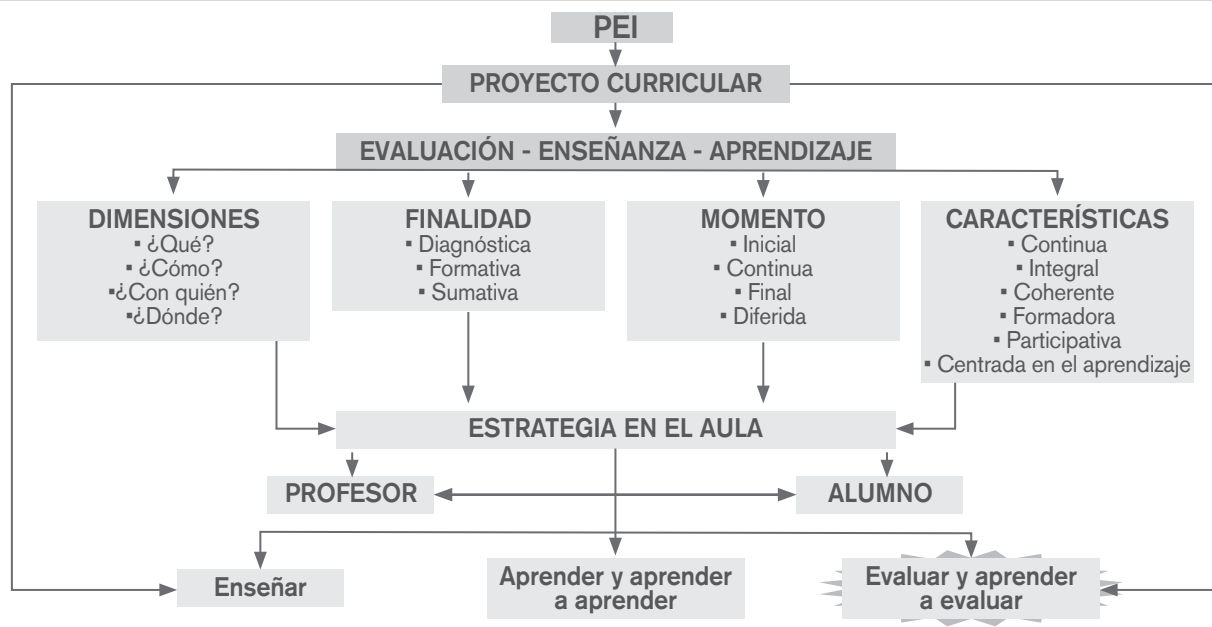 PEI
PROYECTO CURRICULAR
EVALUACIÓN - ENSEÑANZA - APRENDIZAJE
DIMENSIONES
▪ ¿Qué?
▪ ¿Cómo?
▪¿Con quién?
▪¿Dónde?
FINALIDAD
▪ Diagnóstica
▪ Formativa
▪ Sumativa
MOMENTO
▪ Inicial
▪ Continua
▪ Final
▪ Diferida
CARACTERÍSTICAS
▪ Continua
▪ Integral
▪ Coherente
▪ Formadora
▪ Participativa
▪ Centrada en el aprendizaje
ESTRATEGIA EN EL AULA
PROFESOR
ALUMNO
Enseñar
Aprender y aprender
a aprender
Evaluar y aprender
a evaluar